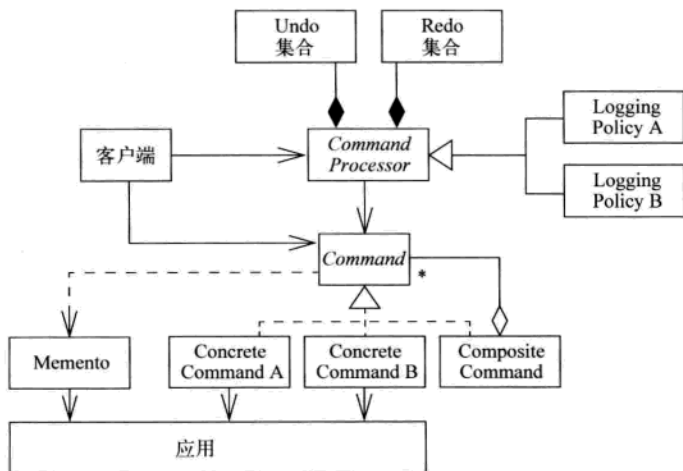 Undo
集合
Redo
集合
Logging
Policy A
客户端
Command
Processor
Logging
Policy B
Command
*
Memento
Concrete
Command A
Concrete
Command B
Composite
Command
应用